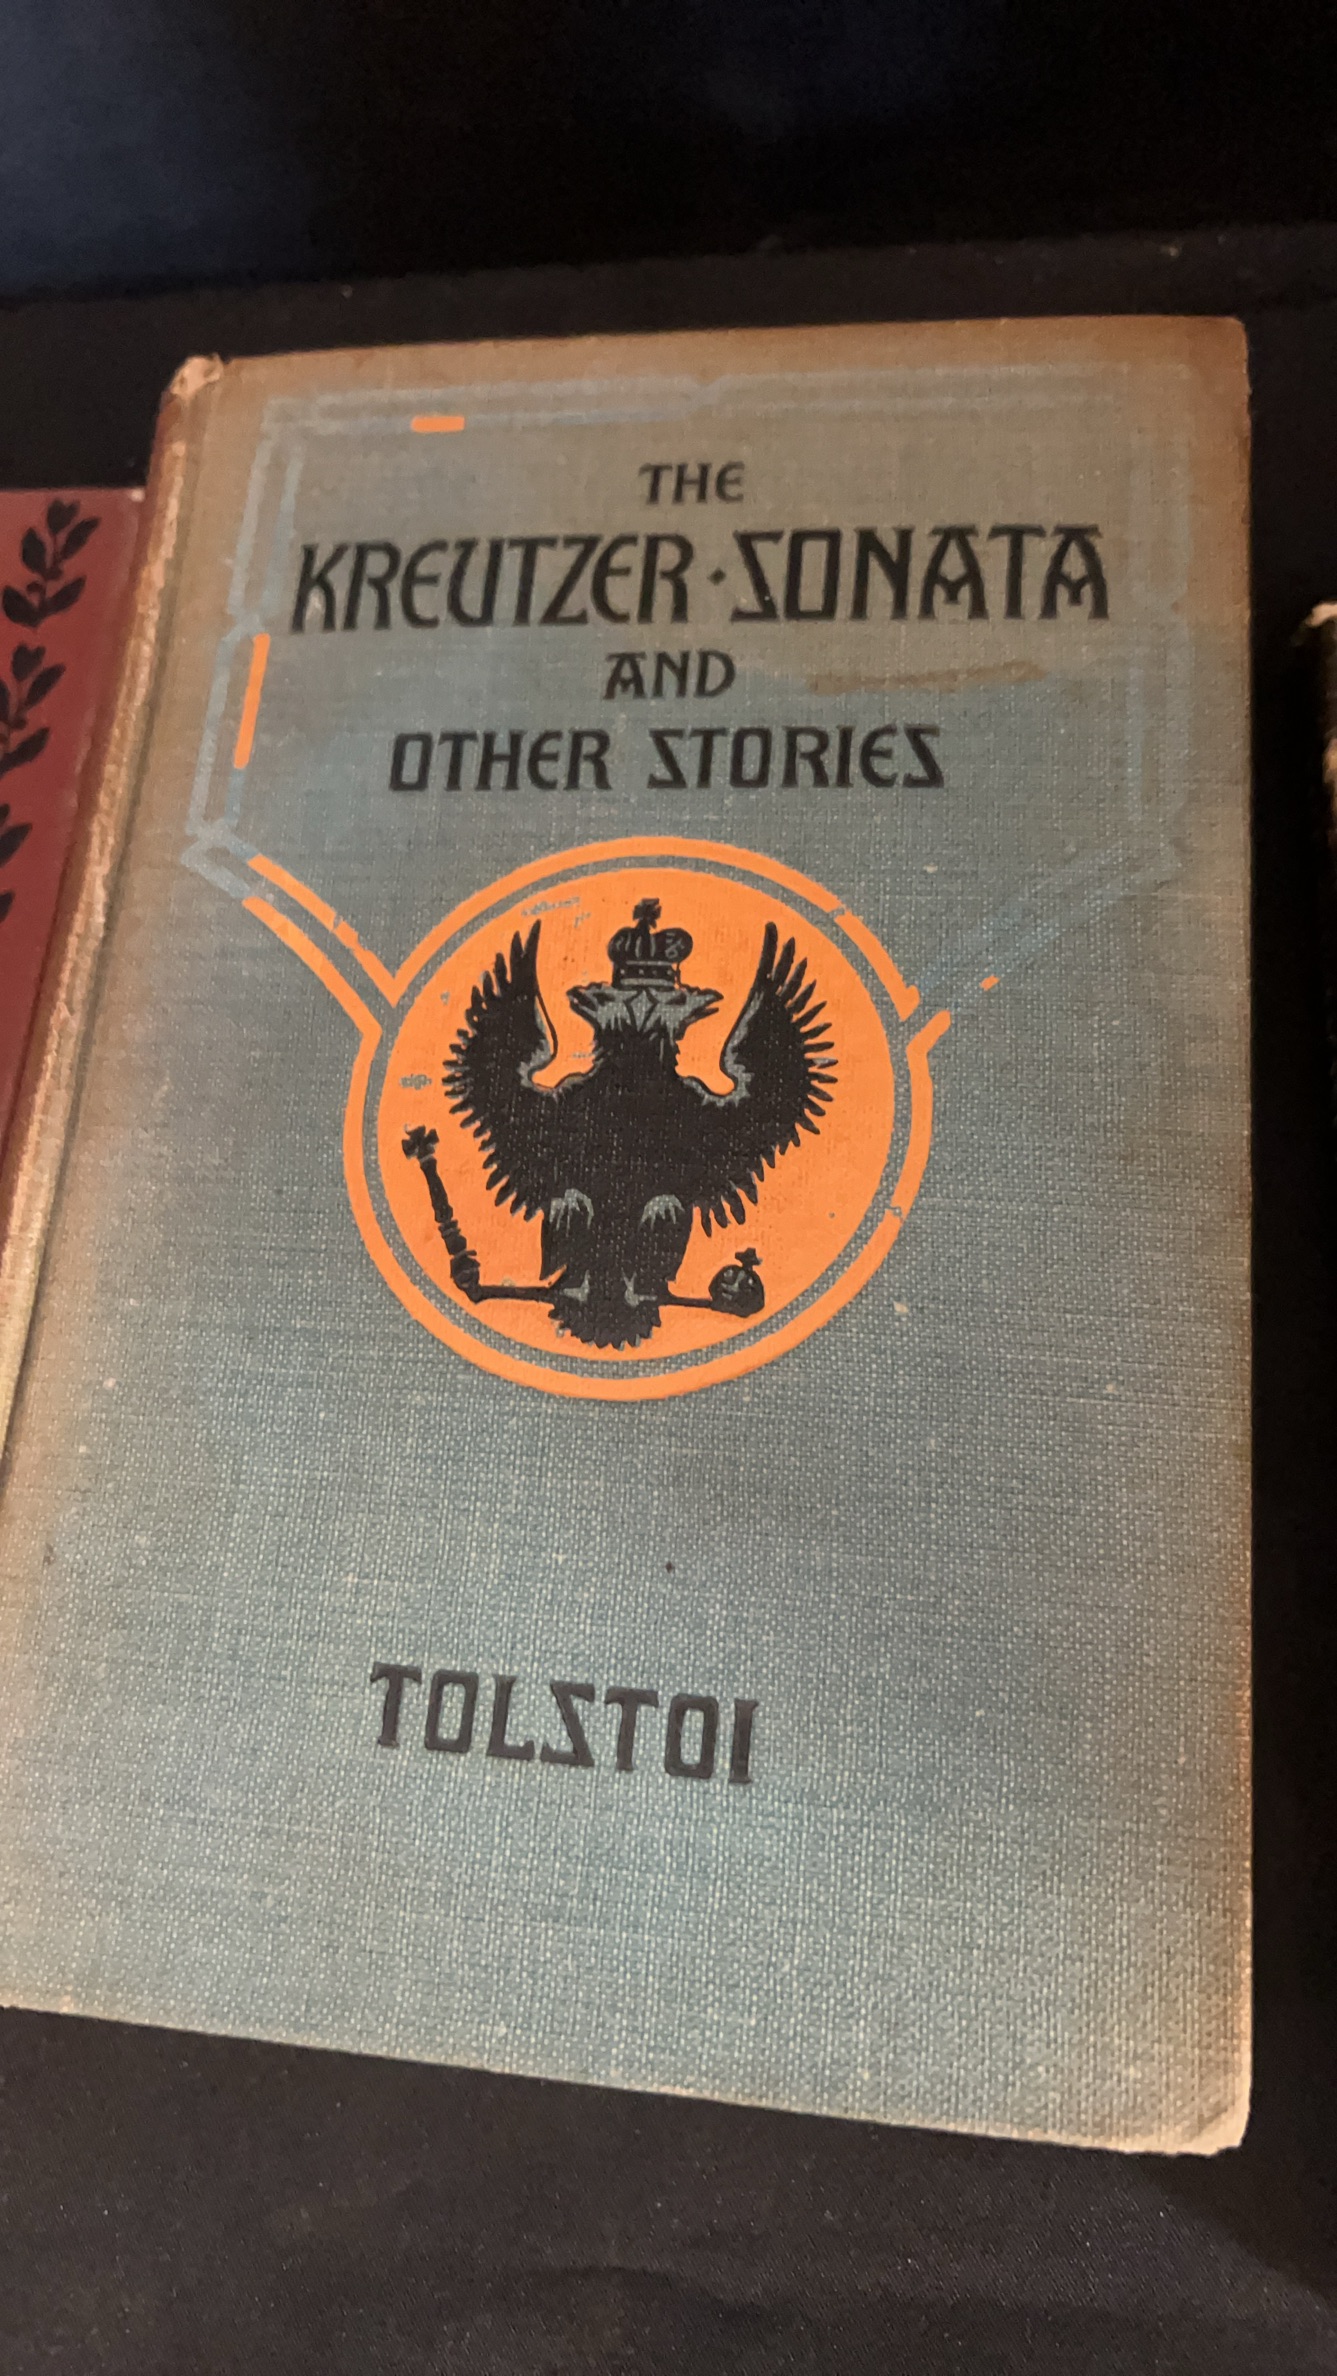 THE
KREUTZER · SONATA
AND
OTHER STORIES
TOLSTOI